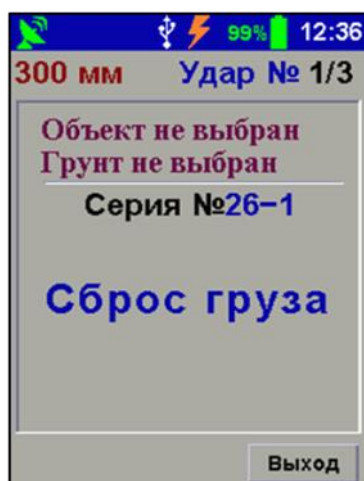 99% 12:36
300 мм Удар № 1/3
Объект не выбран
Грунт не выбран
Серия №26-1
Сброс груза
Выход